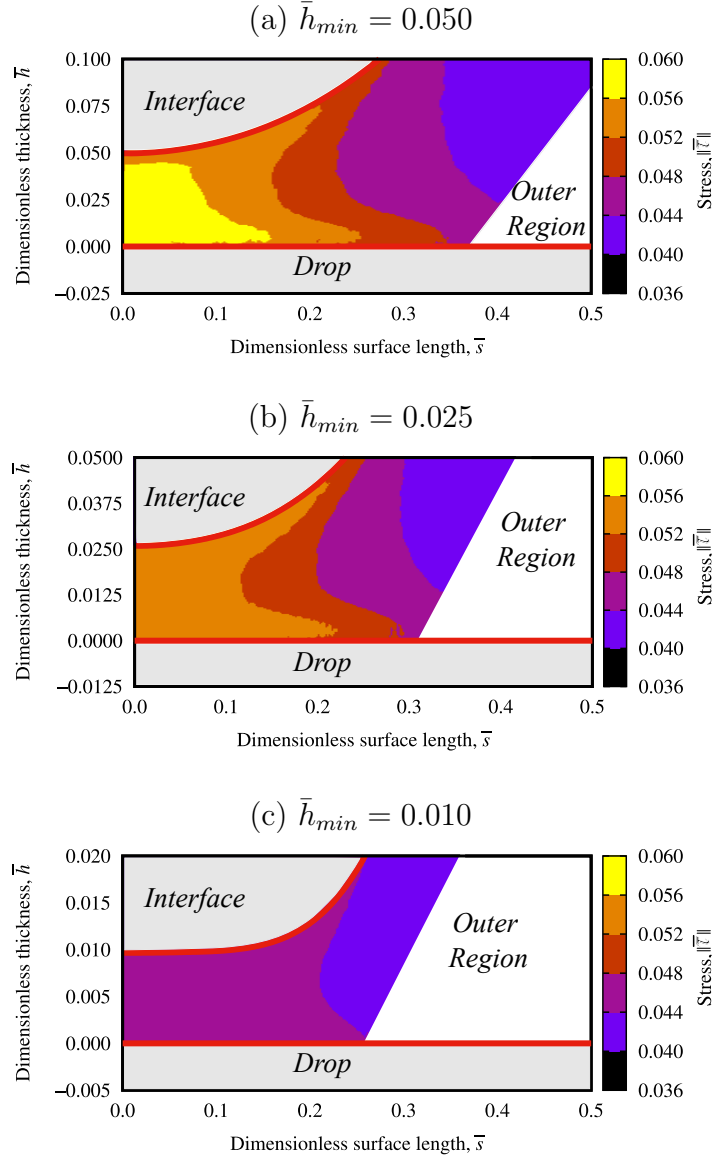 (a) h̄_min = 0.050
Dimensionless thickness, h̄
0.100
0.075
0.050
0.025
0.000
−0.025
Interface
Outer
Region
Drop
0.0 0.1 0.2 0.3 0.4 0.5
Dimensionless surface length, s̄
0.060
0.056
0.052
0.048
0.044
0.040
0.036
Stress,||τ̿||
(b) h̄_min = 0.025
Dimensionless thickness, h̄
0.0500
0.0375
0.0250
0.0125
0.0000
−0.0125
Interface
Outer
Region
Drop
0.0 0.1 0.2 0.3 0.4 0.5
Dimensionless surface length, s̄
0.060
0.056
0.052
0.048
0.044
0.040
0.036
Stress,||τ̿||
(c) h̄_min = 0.010
Dimensionless thickness, h̄
0.020
0.015
0.010
0.005
0.000
−0.005
Interface
Outer
Region
Drop
0.0 0.1 0.2 0.3 0.4 0.5
Dimensionless surface length, s̄
0.060
0.056
0.052
0.048
0.044
0.040
0.036
Stress,||τ̿||